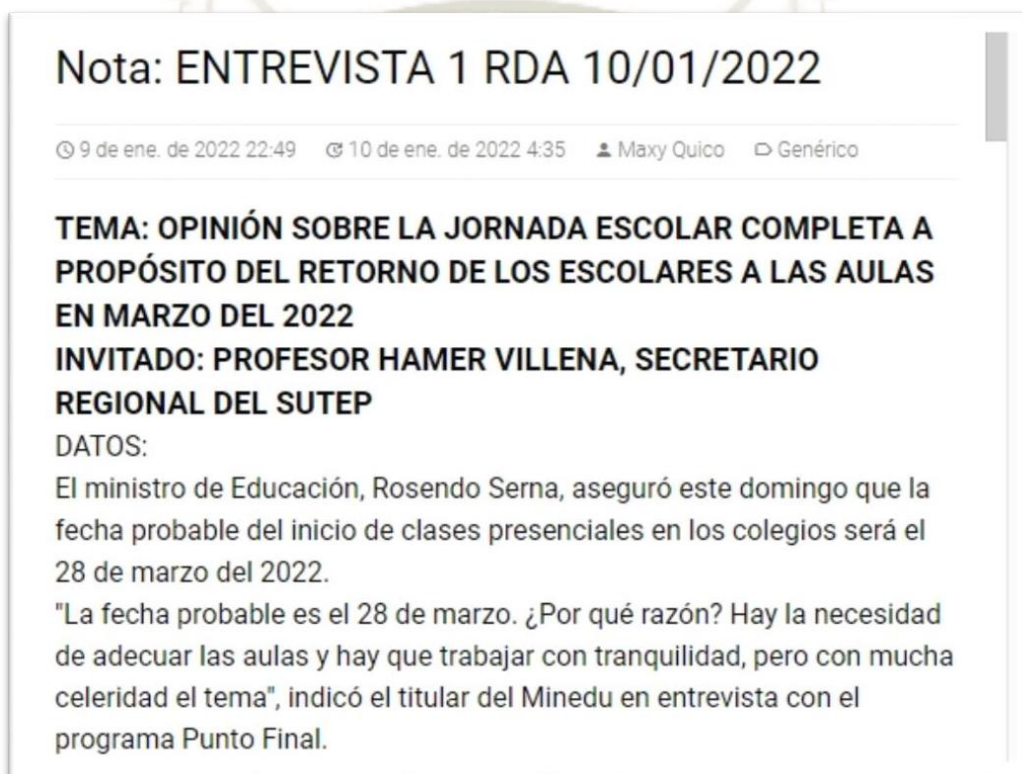 Nota: ENTREVISTA 1 RDA 10/01/2022
9 de ene. de 2022 22:49 10 de ene. de 2022 4:35 Maxy Quico Genérico
TEMA: OPINIÓN SOBRE LA JORNADA ESCOLAR COMPLETA A
PROPÓSITO DEL RETORNO DE LOS ESCOLARES A LAS AULAS
EN MARZO DEL 2022
INVITADO: PROFESOR HAMER VILLENA, SECRETARIO
REGIONAL DEL SUTEP
DATOS:
El ministro de Educación, Rosendo Serna, aseguró este domingo que la
fecha probable del inicio de clases presenciales en los colegios será el
28 de marzo del 2022.
"La fecha probable es el 28 de marzo. ¿Por qué razón? Hay la necesidad
de adecuar las aulas y hay que trabajar con tranquilidad, pero con mucha
celeridad el tema", indicó el titular del Minedu en entrevista con el
programa Punto Final.